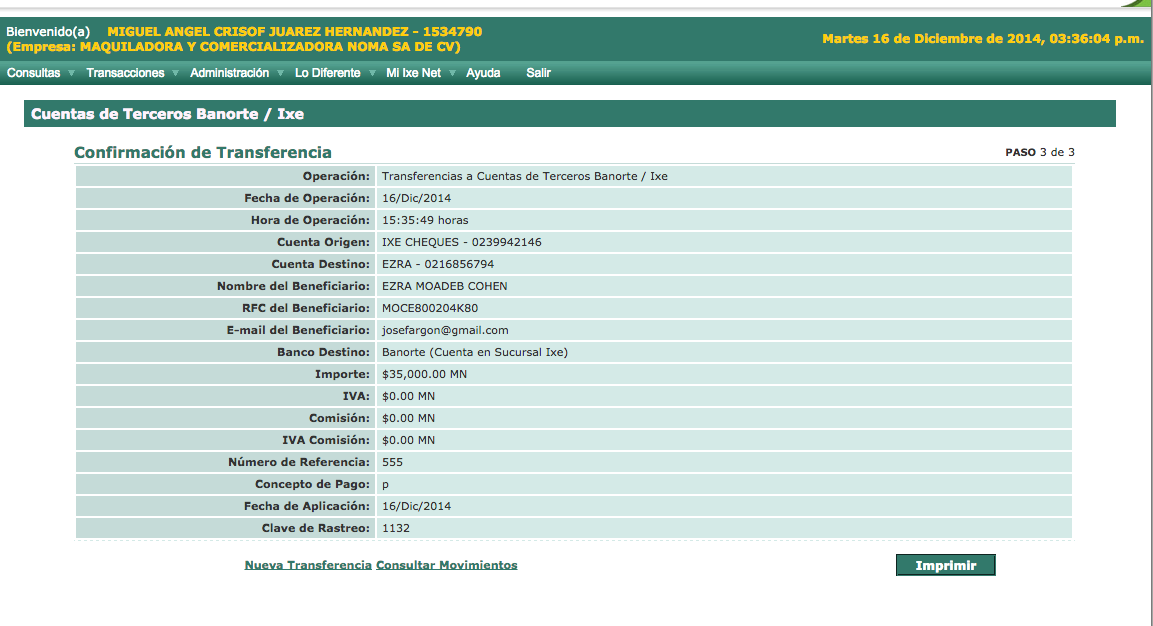 Bienvenido(a) MIGUEL ANGEL CRISOF JUAREZ HERNANDEZ - 1534790
(Empresa: MAQUILADORA Y COMERCIALIZADORA NOMA SA DE CV)
Martes 16 de Diciembre de 2014, 03:36:04 p.m.
Consultas Transacciones Administración Lo Diferente Mi Ixe Net Ayuda Salir
Cuentas de Terceros Banorte / Ixe
Confirmación de Transferencia PASO 3 de 3
Operación: Transferencias a Cuentas de Terceros Banorte / Ixe
Fecha de Operación: 16/Dic/2014
Hora de Operación: 15:35:49 horas
Cuenta Origen: IXE CHEQUES - 0239942146
Cuenta Destino: EZRA - 0216856794
Nombre del Beneficiario: EZRA MOADEB COHEN
RFC del Beneficiario: MOCE800204K80
E-mail del Beneficiario: josefargon@gmail.com
Banco Destino: Banorte (Cuenta en Sucursal Ixe)
Importe: $35,000.00 MN
IVA: $0.00 MN
Comisión: $0.00 MN
IVA Comisión: $0.00 MN
Número de Referencia: 555
Concepto de Pago: p
Fecha de Aplicación: 16/Dic/2014
Clave de Rastreo: 1132
Nueva Transferencia Consultar Movimientos Imprimir